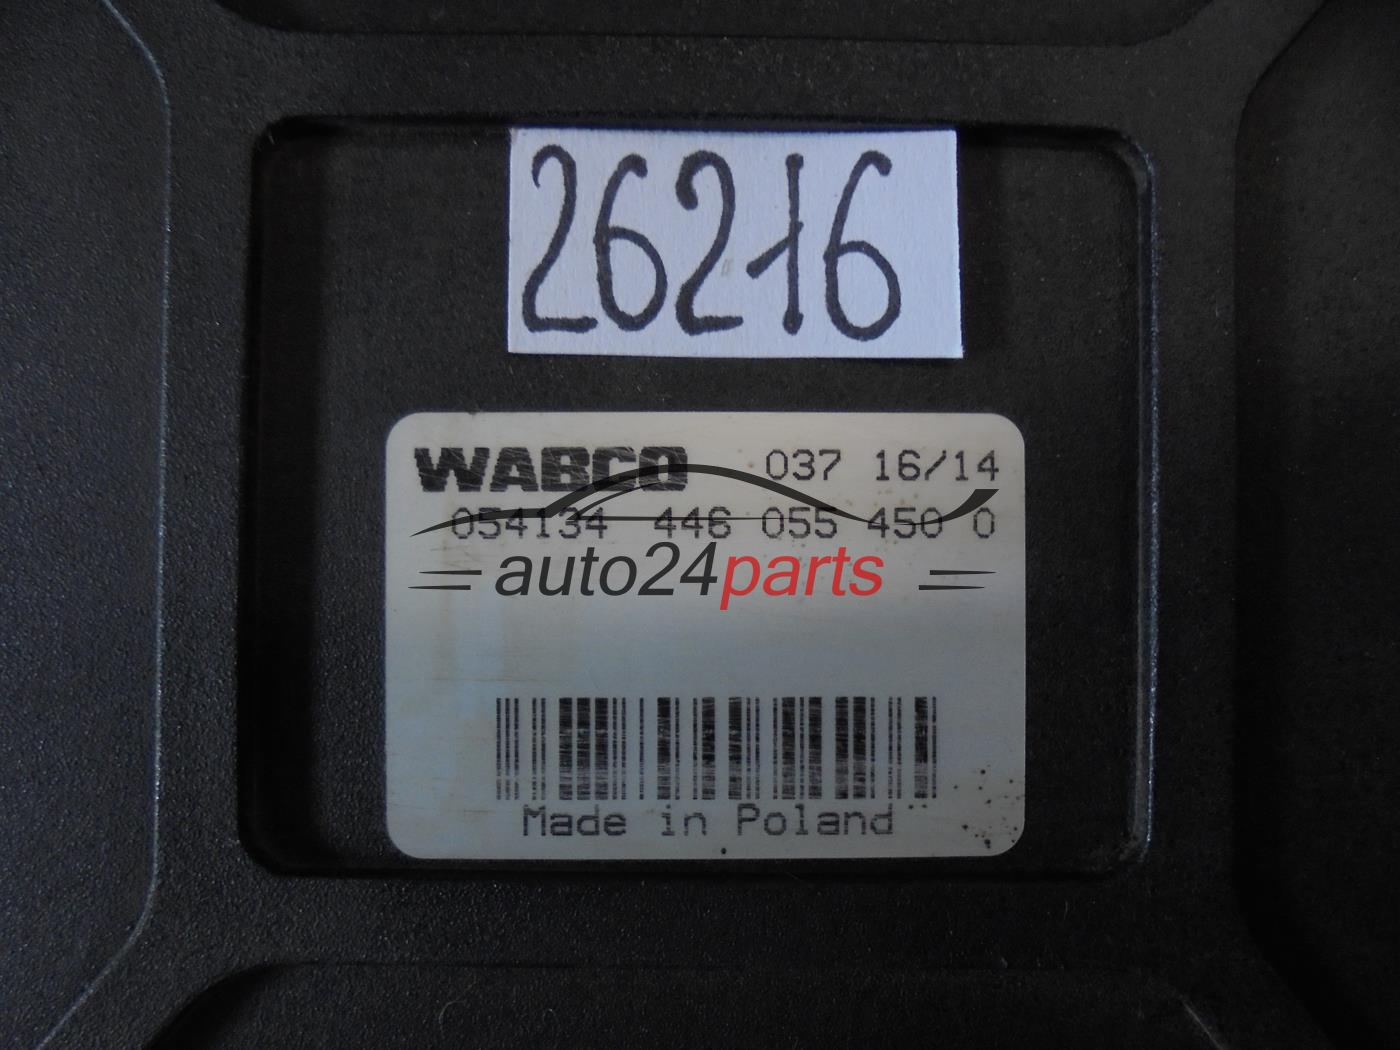 26216
WABCO 037 16/14
054134 446 055 450 0
auto24parts
Made in Poland